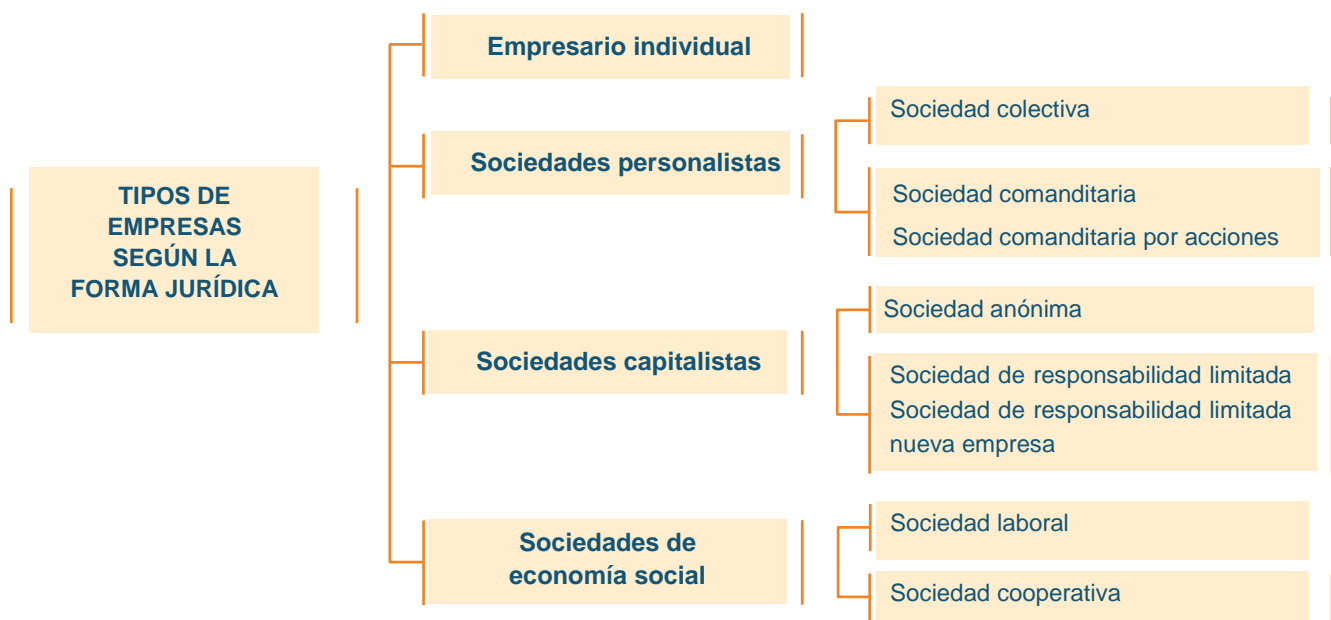 TIPOS DE
EMPRESAS
SEGÚN LA
FORMA JURÍDICA
Empresario individual
Sociedades personalistas
Sociedad colectiva
Sociedad comanditaria
Sociedad comanditaria por acciones
Sociedades capitalistas
Sociedad anónima
Sociedad de responsabilidad limitada
Sociedad de responsabilidad limitada
nueva empresa
Sociedades de
economía social
Sociedad laboral
Sociedad cooperativa